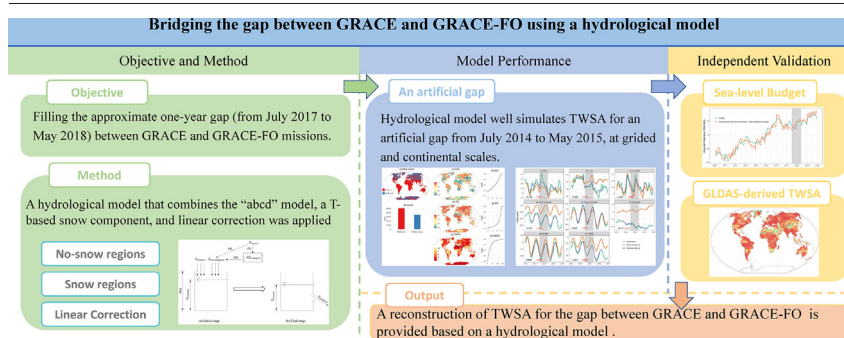 Bridging the gap between GRACE and GRACE-FO using a hydrological model
Objective and Method
Objective
Filling the approximate one-year gap (from July 2017 to
May 2018) between GRACE and GRACE-FO missions.
Method
A hydrological model that combines the “abcd” model, a T-
based snow component, and linear correction was applied
No-snow regions
Snow regions
Linear Correction
Model Performance
An artificial gap
Hydrological model well simulates TWSA for an
artificial gap from July 2014 to May 2015, at grided
and continental scales.
Independent Validation
Sea-level Budget
GLDAS-derived TWSA
Output
A reconstruction of TWSA for the gap between GRACE and GRACE-FO is
provided based on a hydrological model .